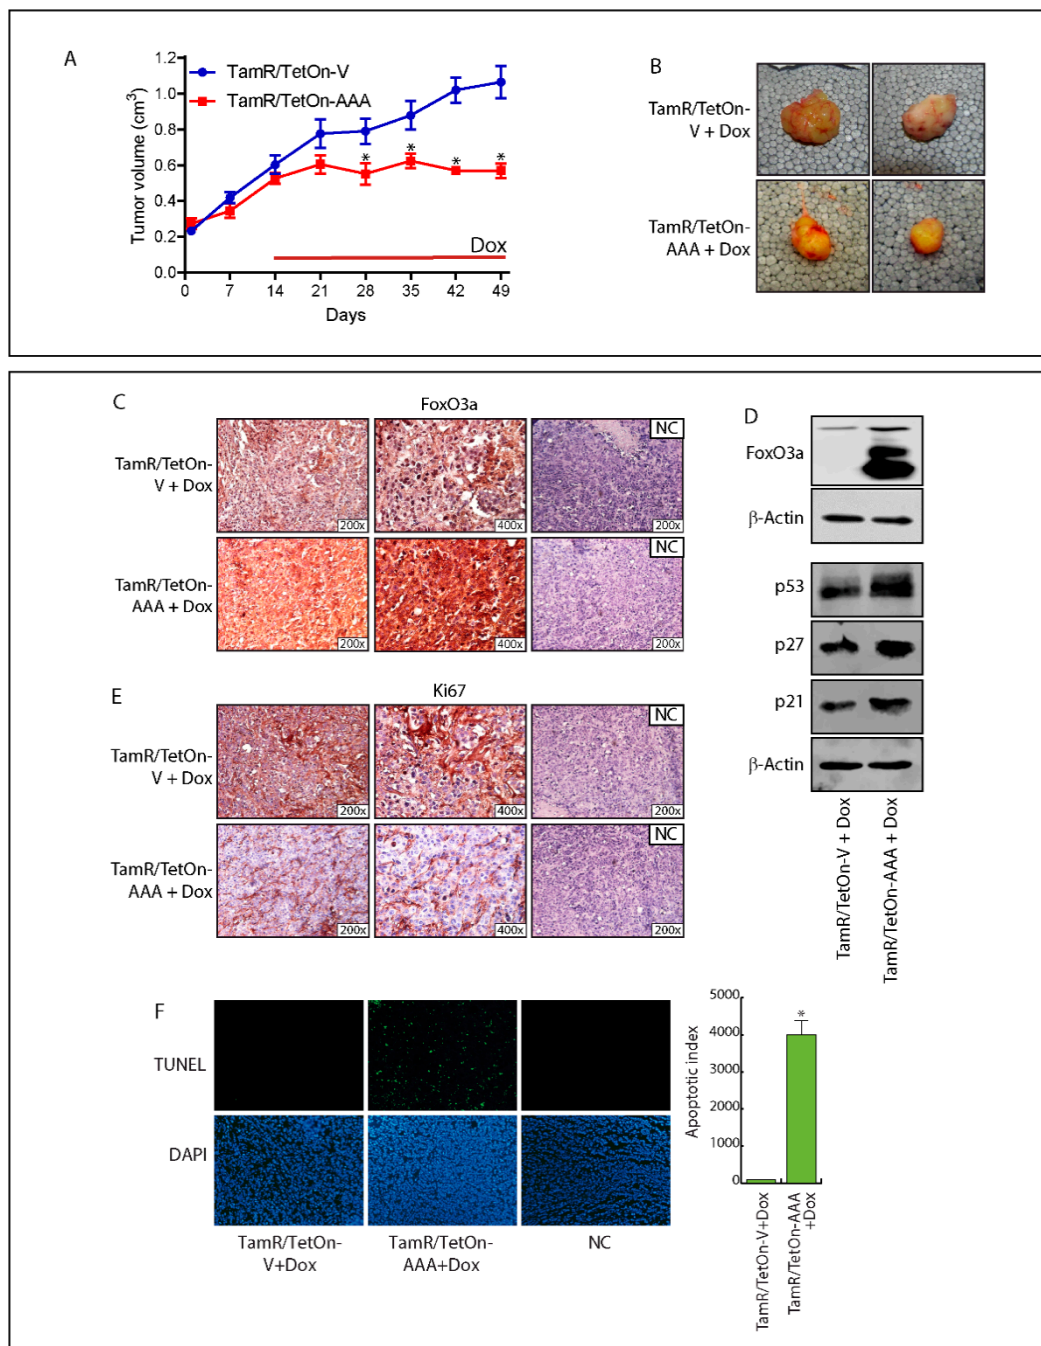 A
1.2
1.0
0.8
0.6
0.4
0.2
0.0
Tumor volume (cm³)
TamR/TetOn-V
TamR/TetOn-AAA
* * * *
Dox
0 7 14 21 28 35 42 49
Days
B
TamR/TetOn-
V + Dox
TamR/TetOn-
AAA + Dox
C
FoxO3a
TamR/TetOn-
V + Dox
200x 400x NC 200x
TamR/TetOn-
AAA + Dox
200x 400x NC 200x
D
FoxO3a
β-Actin
p53
p27
p21
β-Actin
TamR/TetOn-V + Dox
TamR/TetOn-AAA + Dox
E
Ki67
TamR/TetOn-
V + Dox
200x 400x NC 200x
TamR/TetOn-
AAA + Dox
200x 400x NC 200x
F
TUNEL
DAPI
TamR/TetOn-
V+Dox
TamR/TetOn-
AAA+Dox
NC
5000
4000
3000
2000
1000
0
Apoptotic index
*
TamR/TetOn-V+Dox
TamR/TetOn-AAA
+Dox